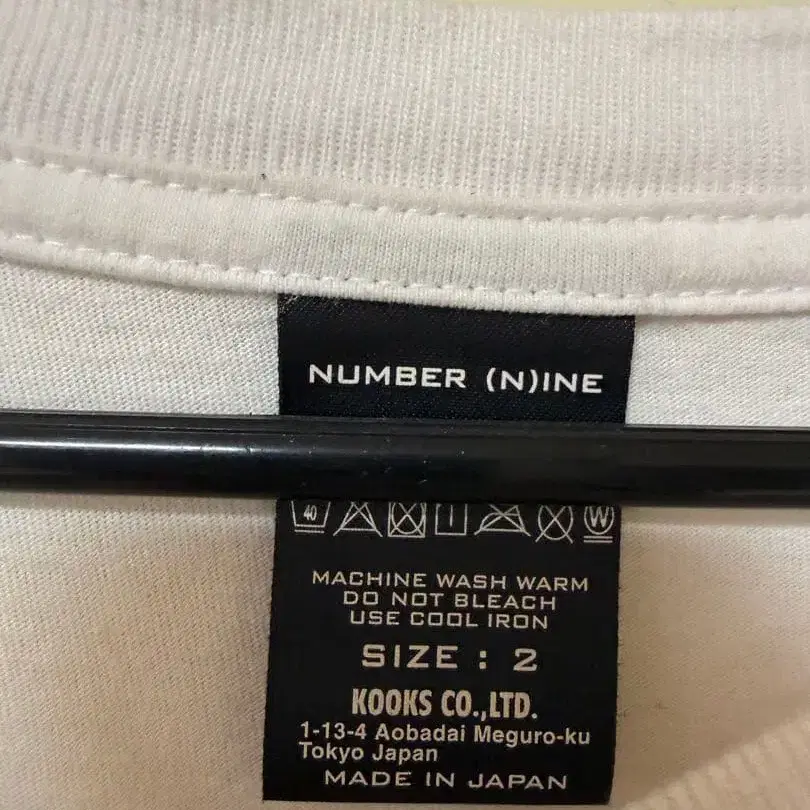 NUMBER (N)INE
40
W
MACHINE WASH WARM
DO NOT BLEACH
USE COOL IRON
SIZE : 2
KOOKS CO.,LTD.
1-13-4 Aobadai Meguro-ku
Tokyo Japan
MADE IN JAPAN